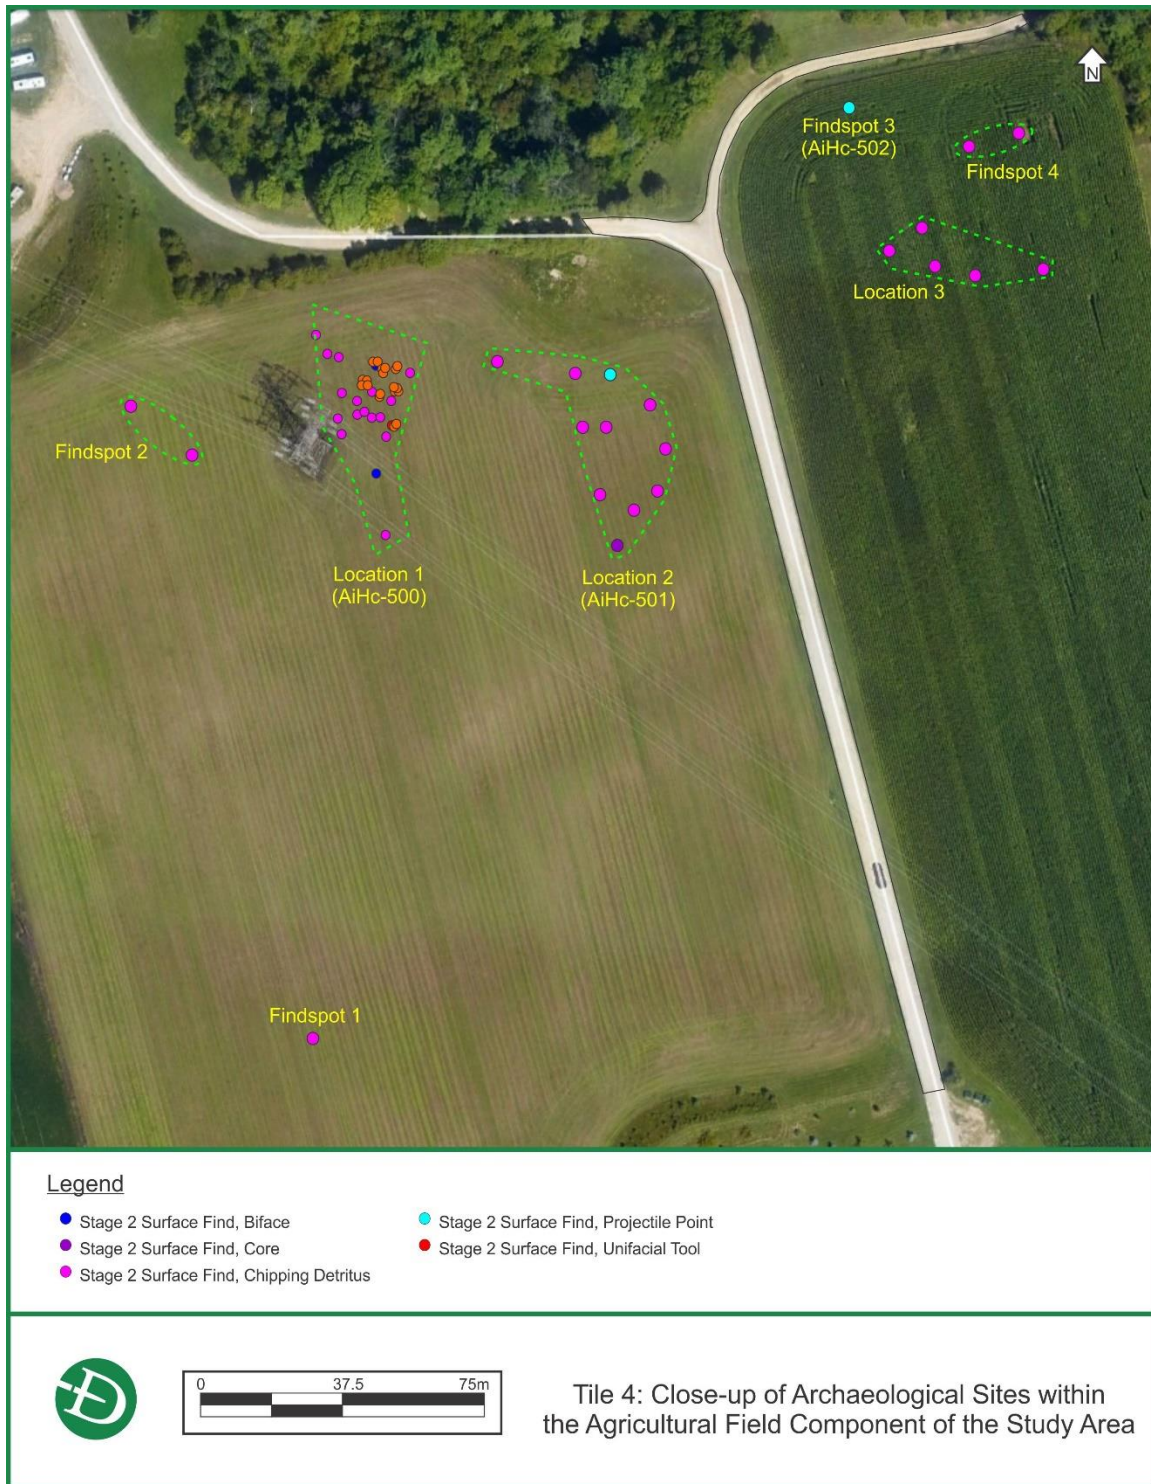 N
Findspot 3
(AiHc-502)
Findspot 4
Location 3
Findspot 2
Location 1
(AiHc-500)
Location 2
(AiHc-501)
Findspot 1
Legend
Stage 2 Surface Find, Biface
Stage 2 Surface Find, Core
Stage 2 Surface Find, Chipping Detritus
Stage 2 Surface Find, Projectile Point
Stage 2 Surface Find, Unifacial Tool
D
0 37.5 75m
Tile 4: Close-up of Archaeological Sites within
the Agricultural Field Component of the Study Area